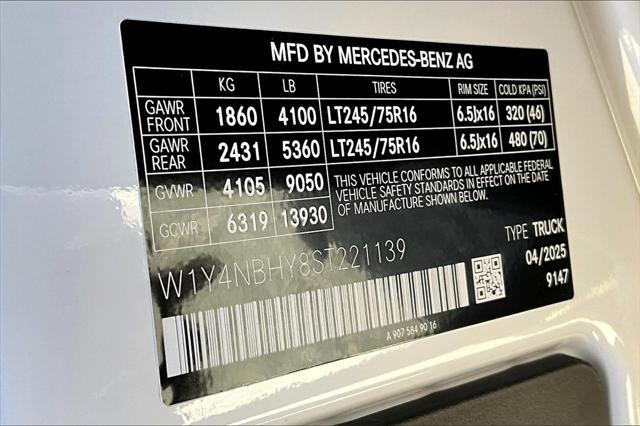 MFD BY MERCEDES-BENZ AG
KG LB TIRES RIM SIZE COLD KPA (PSI)
GAWR FRONT 1860 4100 LT245/75R16 6.5Jx16 320 (46)
GAWR REAR 2431 5360 LT245/75R16 6.5Jx16 480 (70)
GVWR 4105 9050
GCWR 6319 13930
THIS VEHICLE CONFORMS TO ALL APPLICABLE FEDERAL
VEHICLE SAFETY STANDARDS IN EFFECT ON THE DATE
OF MANUFACTURE SHOWN BELOW.
W1Y4NBHY8ST221139
TYPE TRUCK
04/2025
9147
A 907 584 90 16